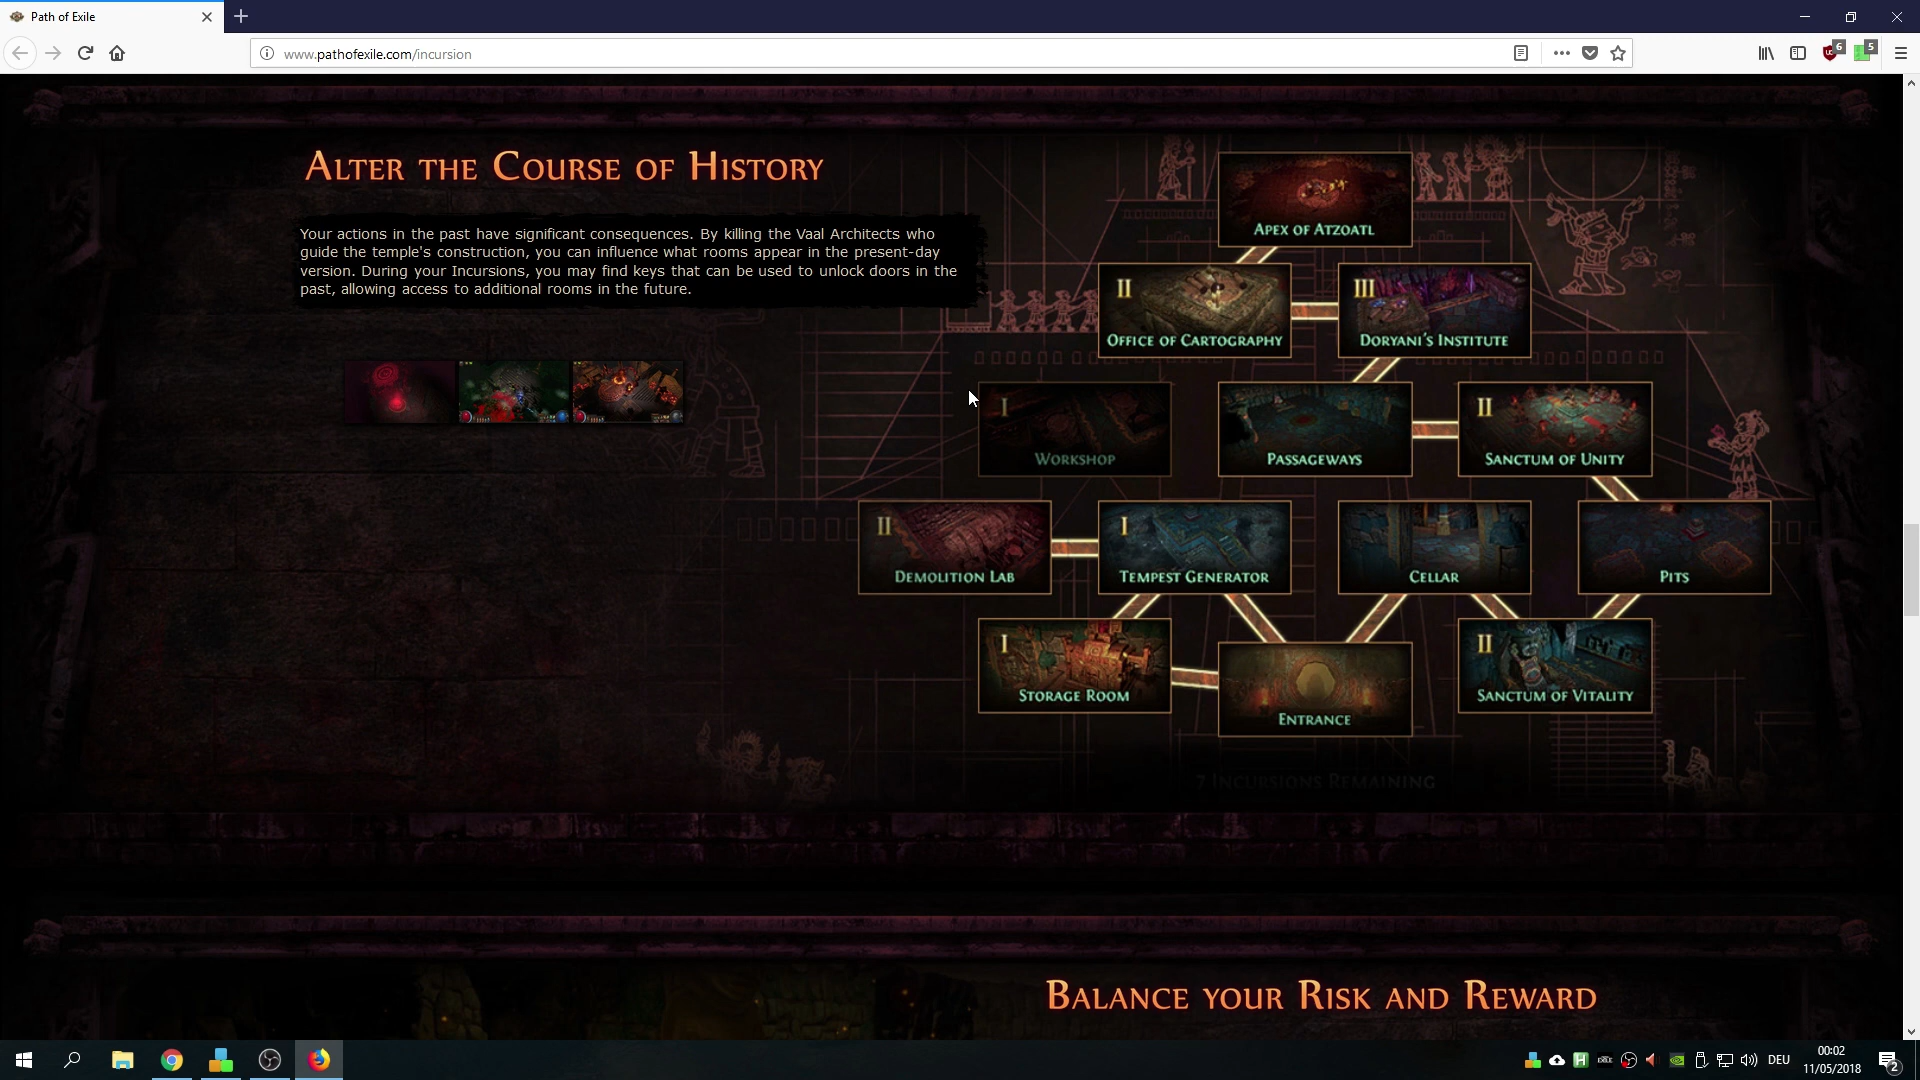 Path of Exile
www.pathofexile.com/incursion
6
5
Alter the Course of History
Your actions in the past have significant consequences. By killing the Vaal Architects who
guide the temple's construction, you can influence what rooms appear in the present-day
version. During your Incursions, you may find keys that can be used to unlock doors in the
past, allowing access to additional rooms in the future.
Apex of Atzoatl
II
Office of Cartography
III
Doryani's Institute
I
Workshop
Passageways
II
Sanctum of Unity
II
Demolition Lab
I
Tempest Generator
Cellar
Pits
I
Storage Room
Entrance
II
Sanctum of Vitality
7 Incursions Remaining
Balance your Risk and Reward
DEU
00:02
11/05/2018
2